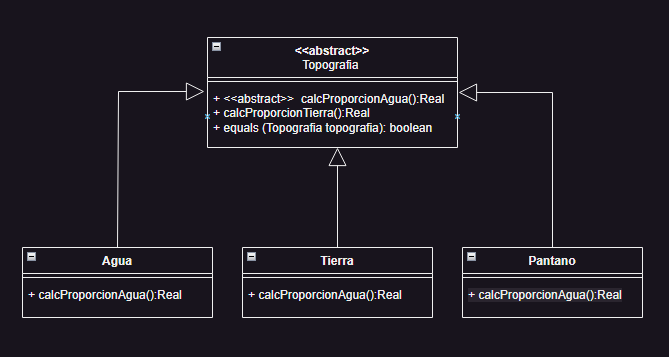 <<abstract>>
Topografia
+ <<abstract>> calcProporcionAgua():Real
+ calcProporcionTierra():Real
+ equals (Topografia topografia): boolean
Agua
+ calcProporcionAgua():Real
Tierra
+ calcProporcionAgua():Real
Pantano
+ calcProporcionAgua():Real